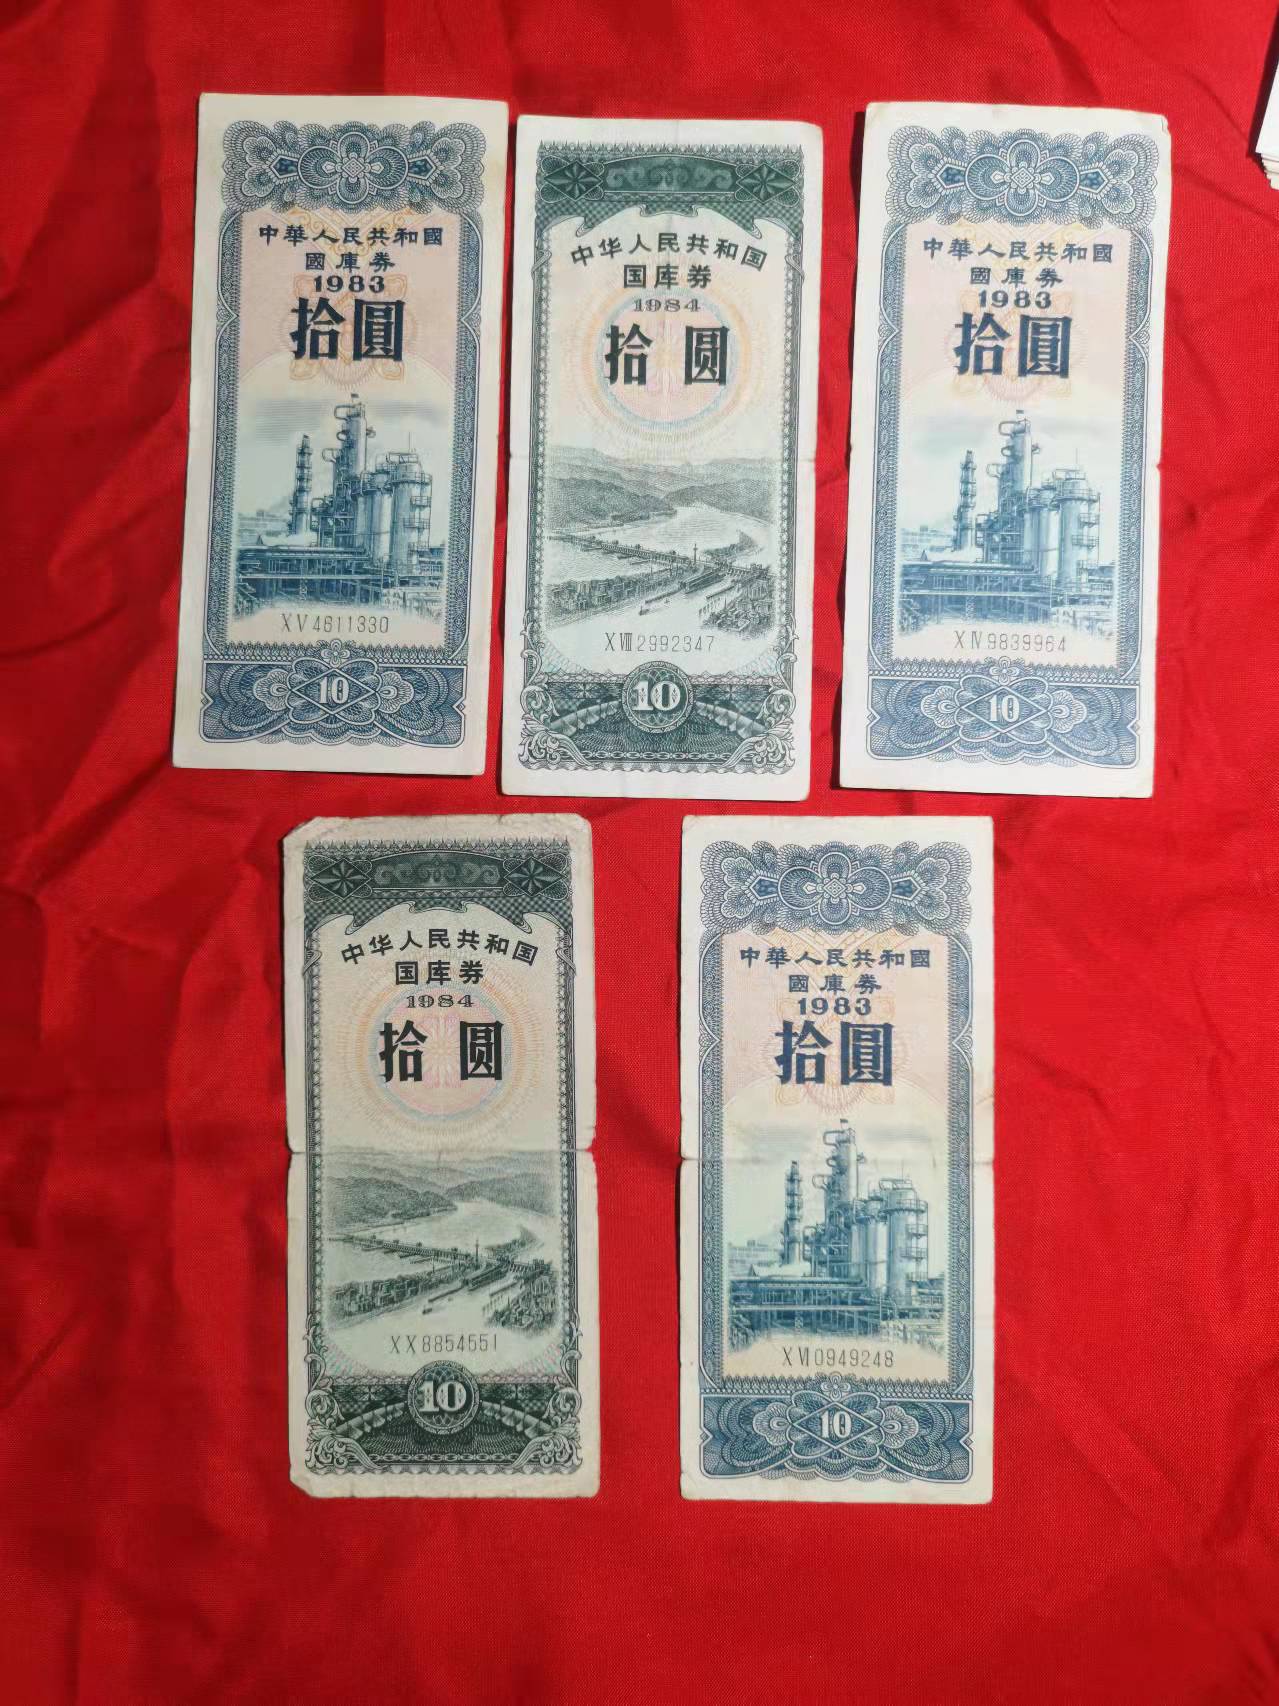 中華人民共和國
國庫券
1983
拾圓
XV4611330
10
中华人民共和国
国库券
1984
拾圆
XVIII2992347
10
中華人民共和國
國庫券
1983
拾圓
XIV9839964
10
中华人民共和国
国库券
1984
拾圆
XX8854551
10
中華人民共和國
國庫券
1983
拾圓
XVI0949248
10